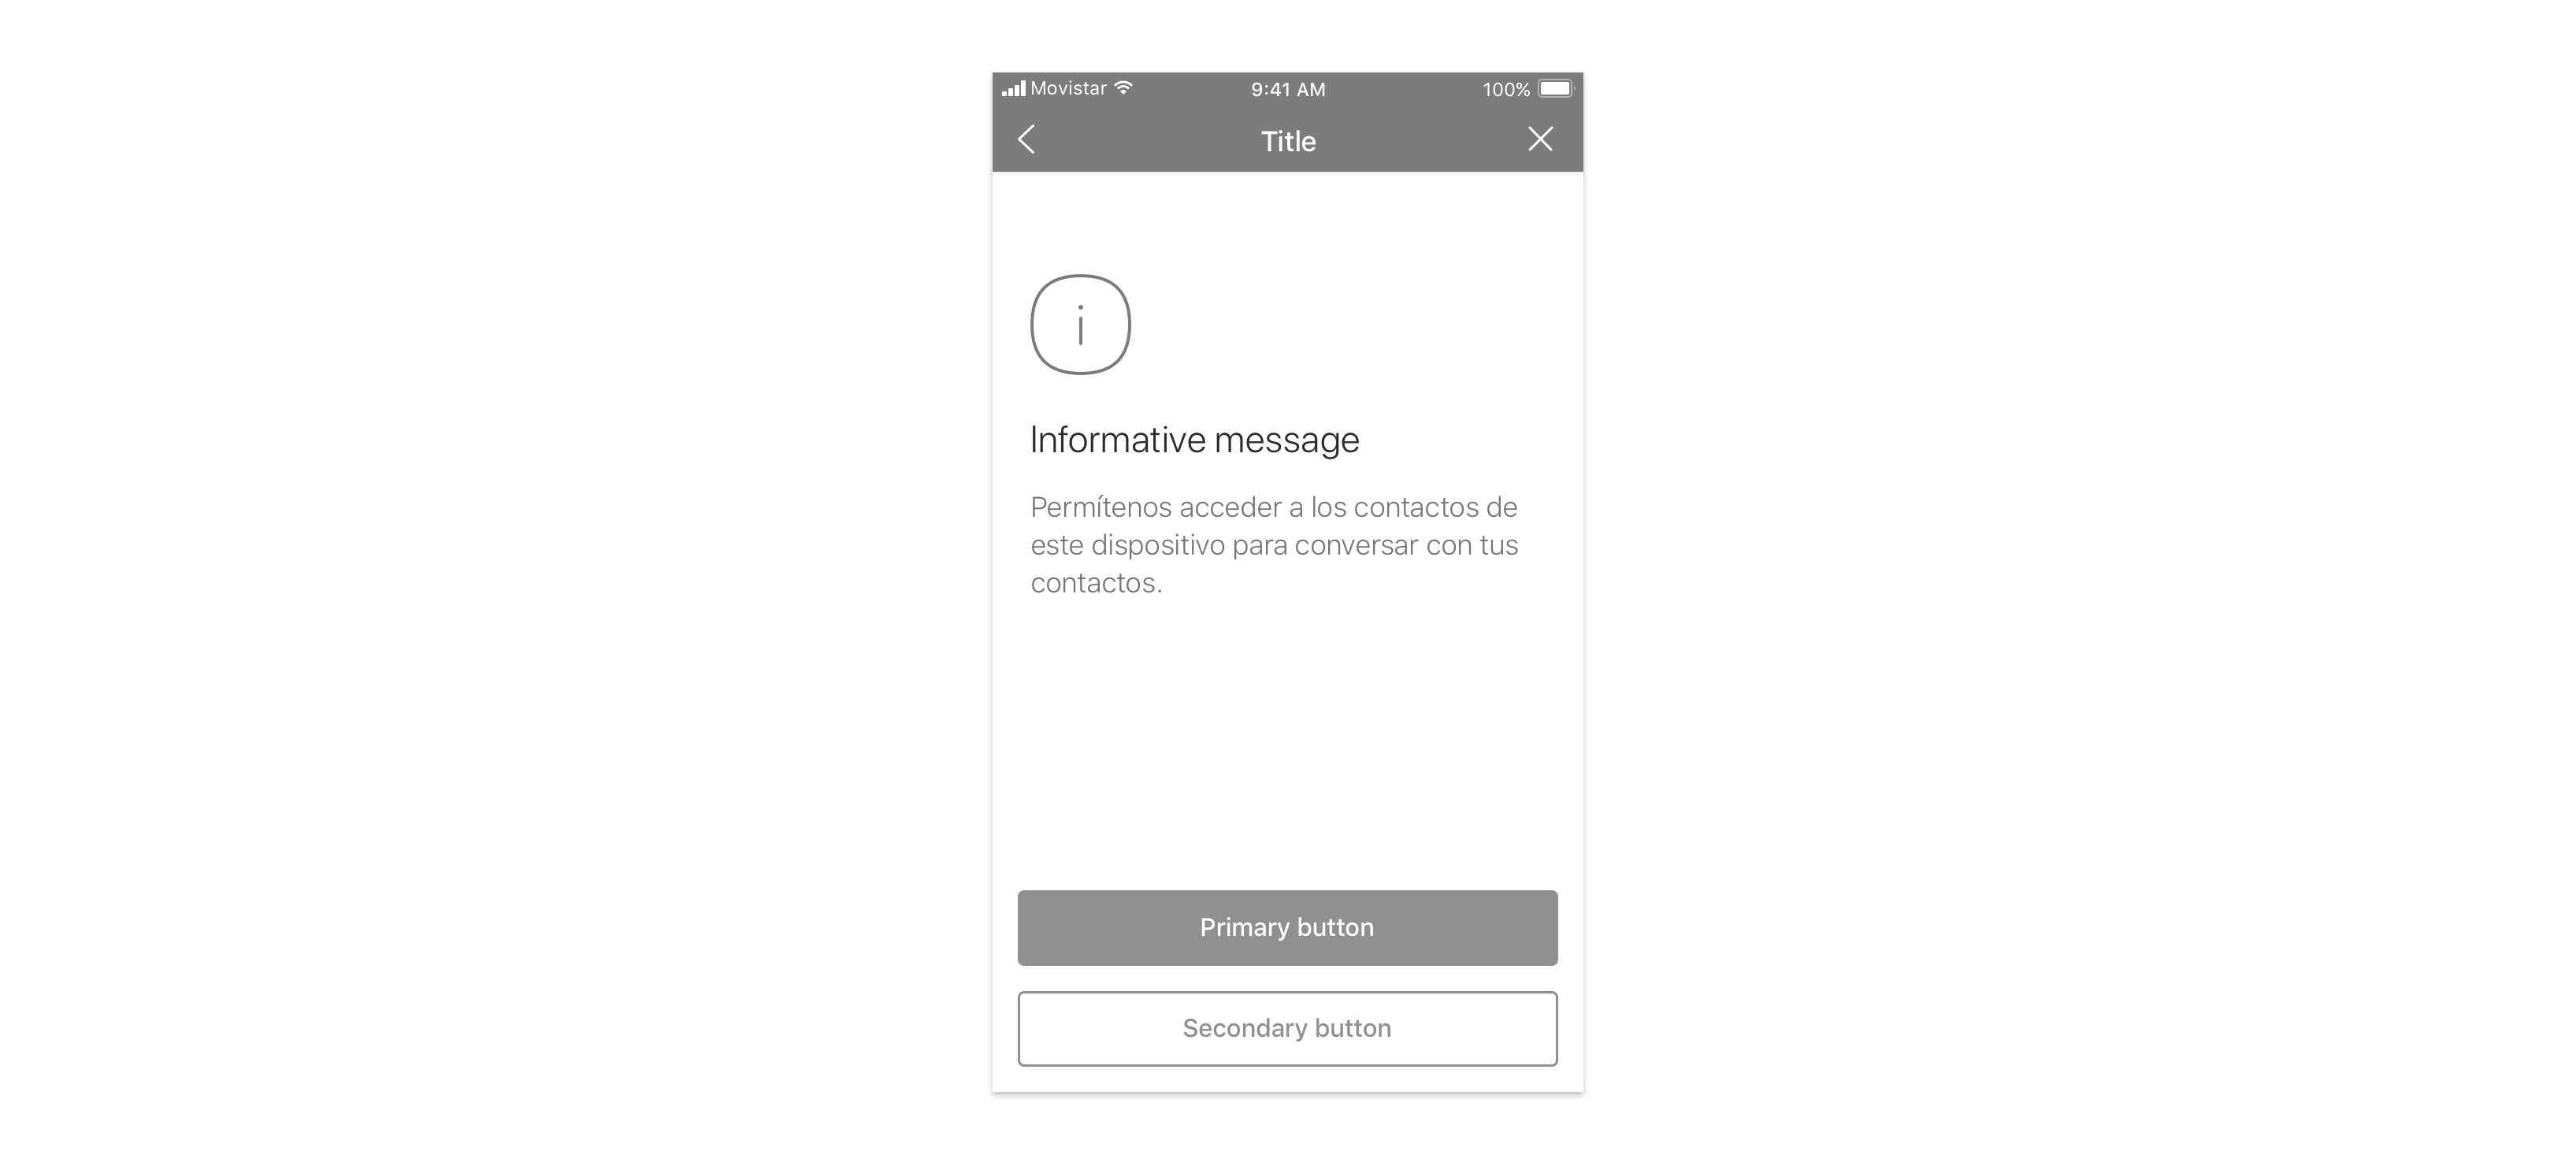 Movistar 9:41 AM 100%
Title
Informative message
Permítenos acceder a los contactos de
este dispositivo para conversar con tus
contactos.
Primary button
Secondary button